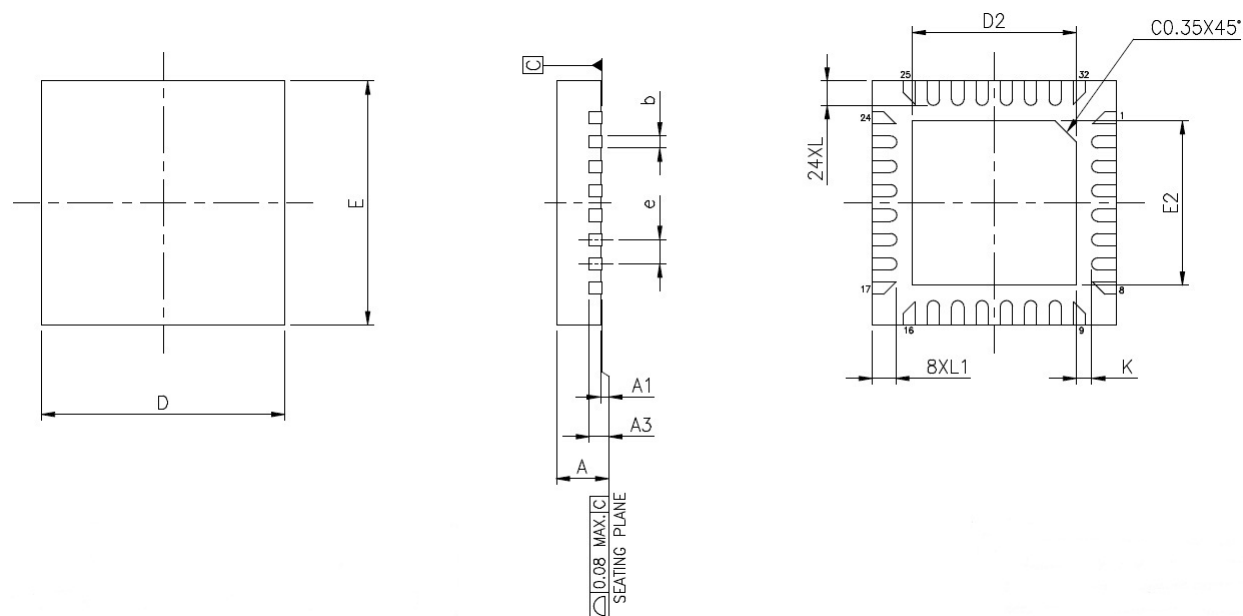 D
E
C
b
e
A1
A3
A
0.08 MAX. C
SEATING PLANE
D2
C0.35X45°
25
32
24XL
24
1
E2
17
8
16
9
8XL1
K